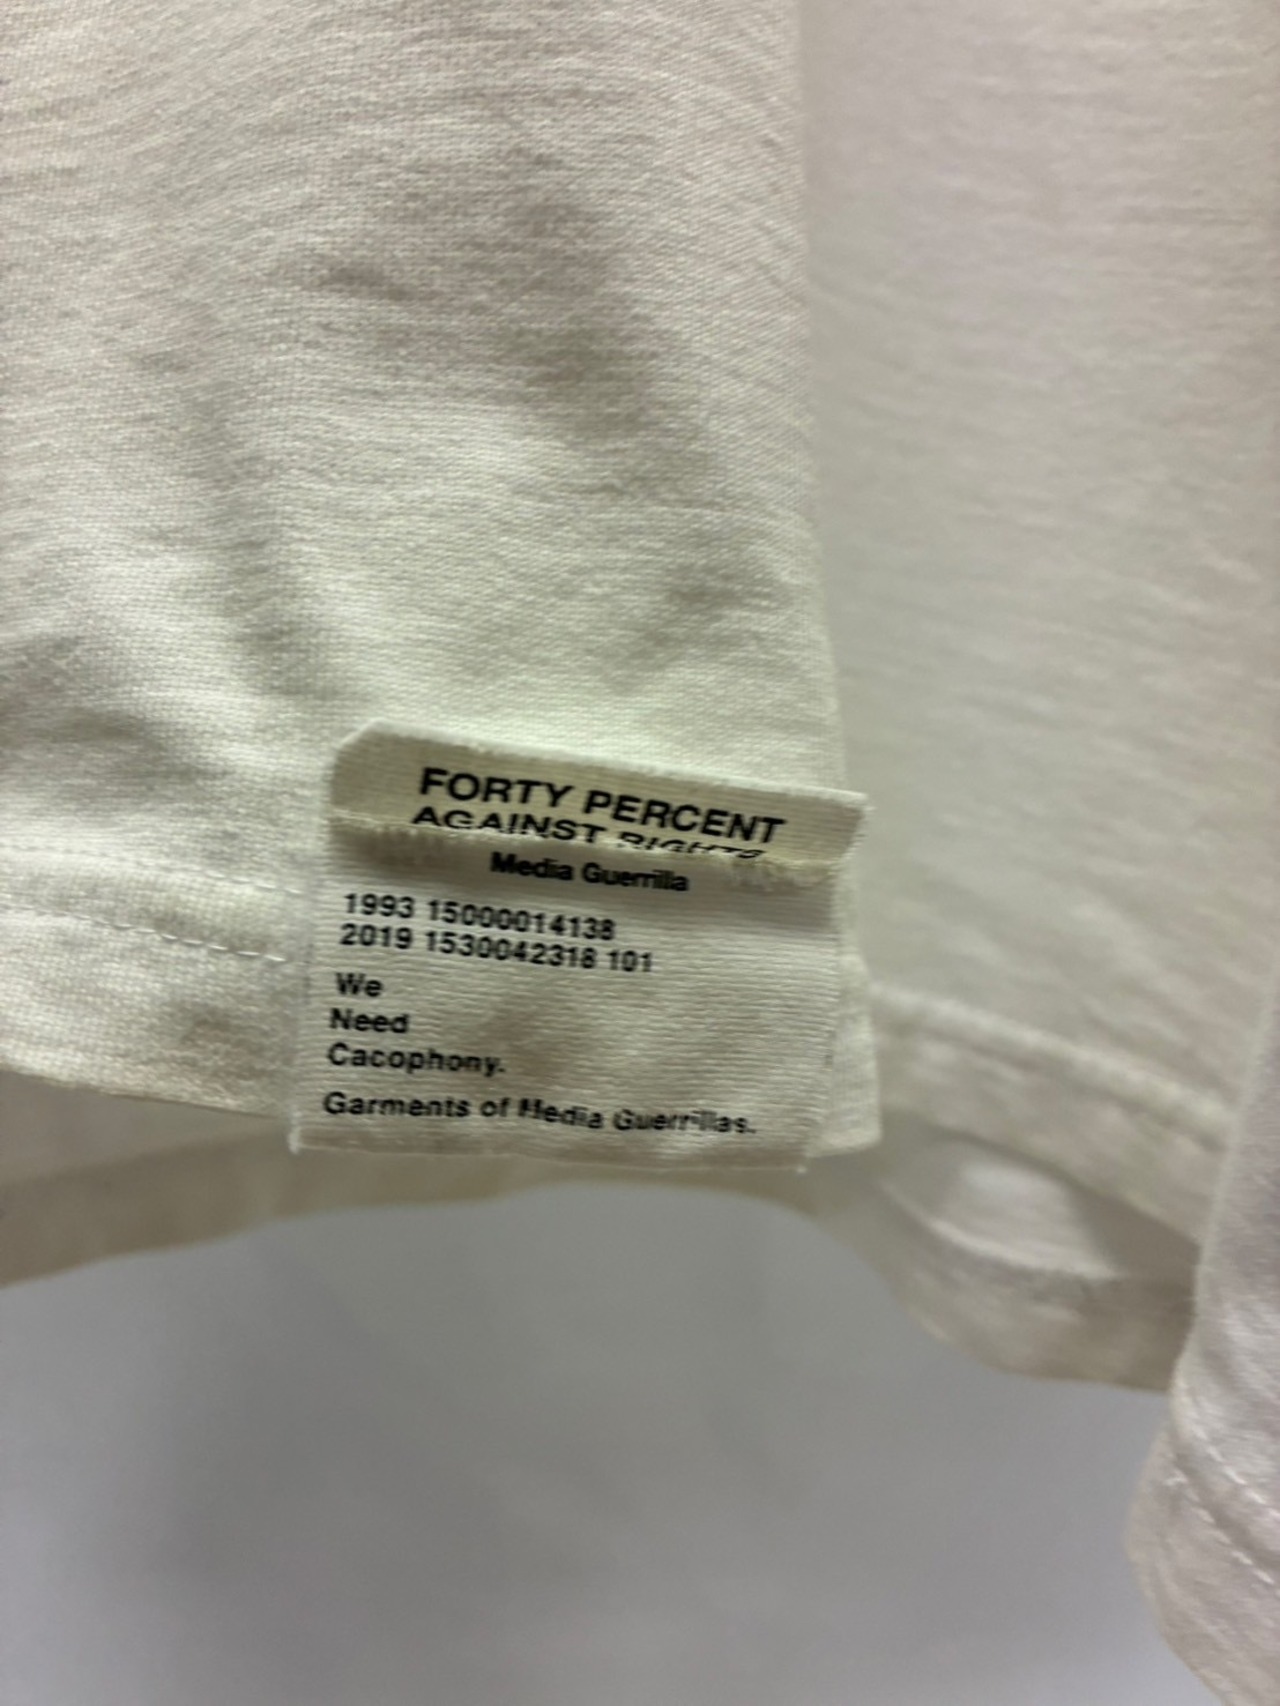 FORTY PERCENT
AGAINST RIGHTS
Media Guerrilla
1993 15000014138
2019 1530042318 101
We
Need
Cacophony.
Garments of Media Guerrillas.